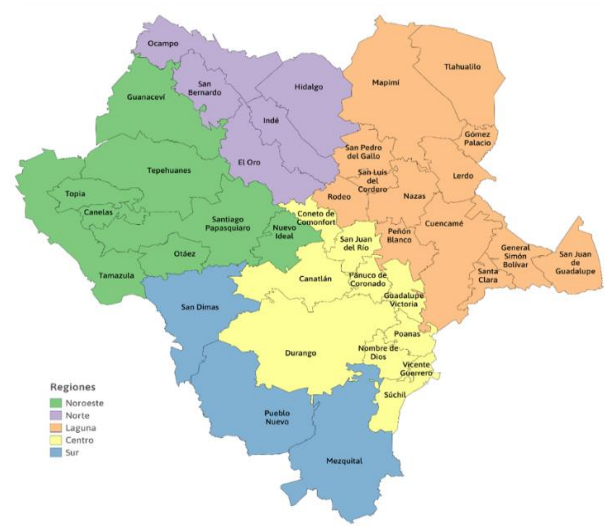 Ocampo
San
Bernardo
Hidalgo
Guanaceví
Indé
El Oro
Mapimí
Tlahualilo
Gómez
Palacio
San Pedro
del Gallo
San Luis
del
Cordero
Lerdo
Tepehuanes
Topia
Canelas
Rodeo
Nazas
Santiago
Papasquiaro
Nuevo
Ideal
Coneto de
Comonfort
Peñón
Blanco
Cuencamé
San Juan
del Río
Otáez
Tamazula
General
Simón
Bolívar
San Juan
de
Guadalupe
Santa
Clara
Canatlán
Pánuco de
Coronado
Guadalupe
Victoria
San Dimas
Poanas
Durango
Nombre de
Dios
Vicente
Guerrero
Súchil
Pueblo
Nuevo
Mezquital
Regiones
Noroeste
Norte
Laguna
Centro
Sur